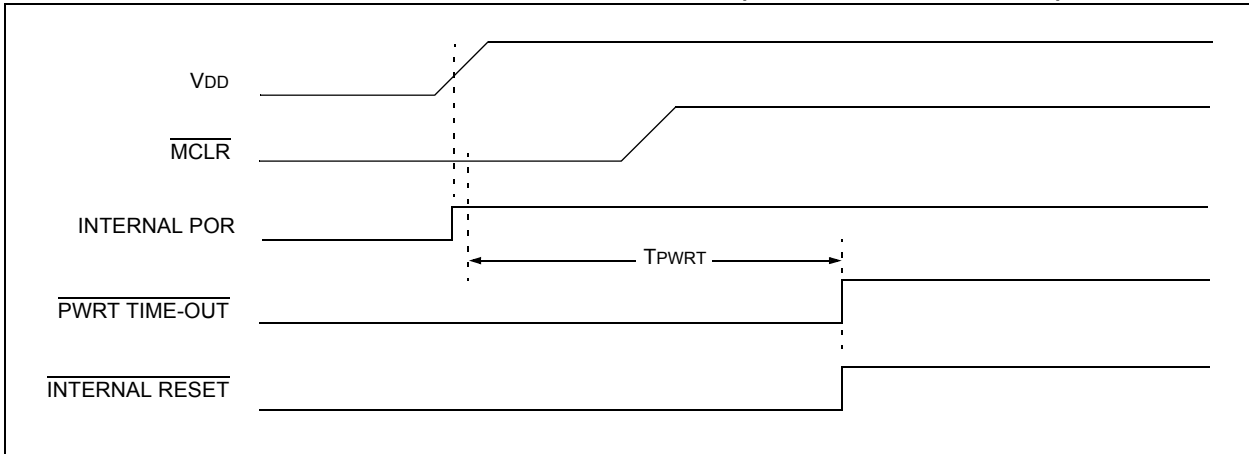 VDD
MCLR
INTERNAL POR
TPWRT
PWRT TIME-OUT
INTERNAL RESET